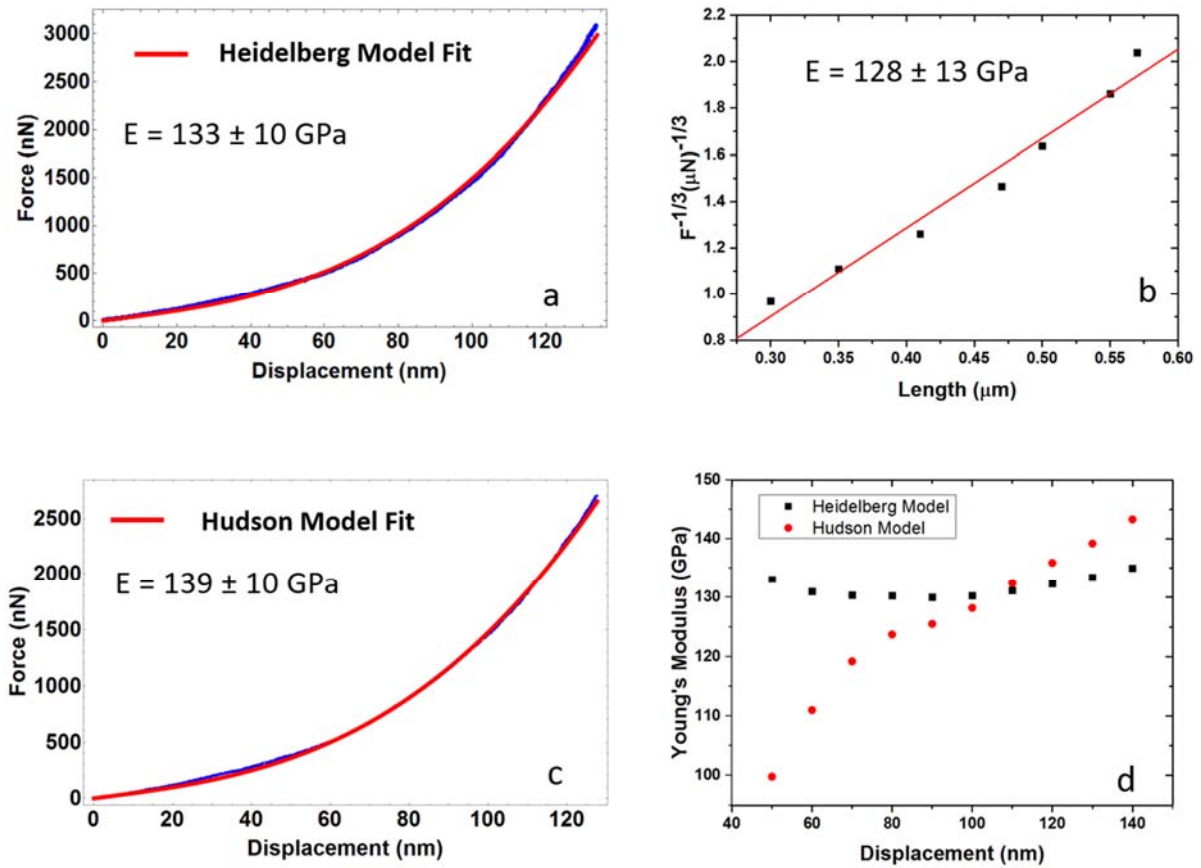 3000
2500
2000
1500
1000
500
0
Force (nN)
Heidelberg Model Fit
E = 133 ± 10 GPa
a
0 20 40 60 80 100 120
Displacement (nm)
2.2
2.0
1.8
1.6
1.4
1.2
1.0
0.8
F^-1/3(μN)^-1/3
E = 128 ± 13 GPa
b
0.30 0.35 0.40 0.45 0.50 0.55 0.60
Length (μm)
2500
2000
1500
1000
500
0
Force (nN)
Hudson Model Fit
E = 139 ± 10 GPa
c
0 20 40 60 80 100 120
Displacement (nm)
150
140
130
120
110
100
Young's Modulus (GPa)
Heidelberg Model
Hudson Model
d
40 60 80 100 120 140
Displacement (nm)